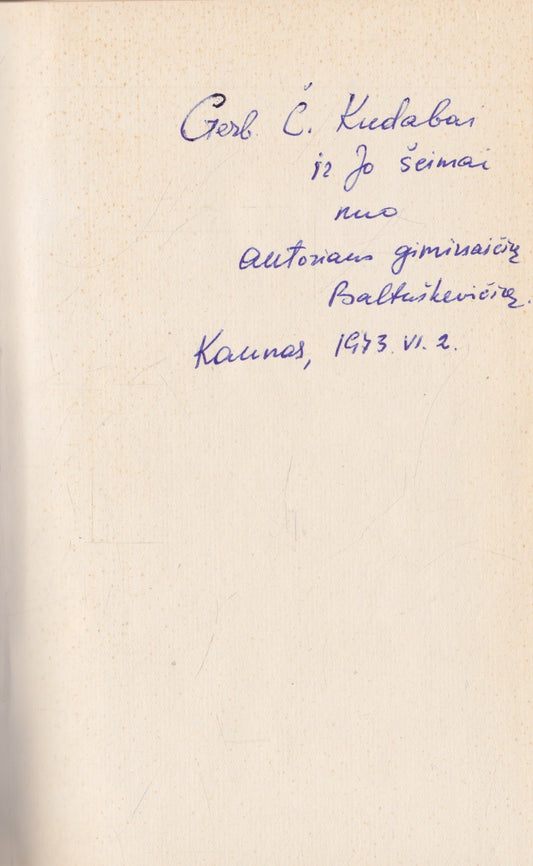 Gerb. Č. Kudabai
ir Jo šeimai
nuo
autoriaus giminaičių
Baltuškevičių.
Kaunas, 1973. VI. 2.